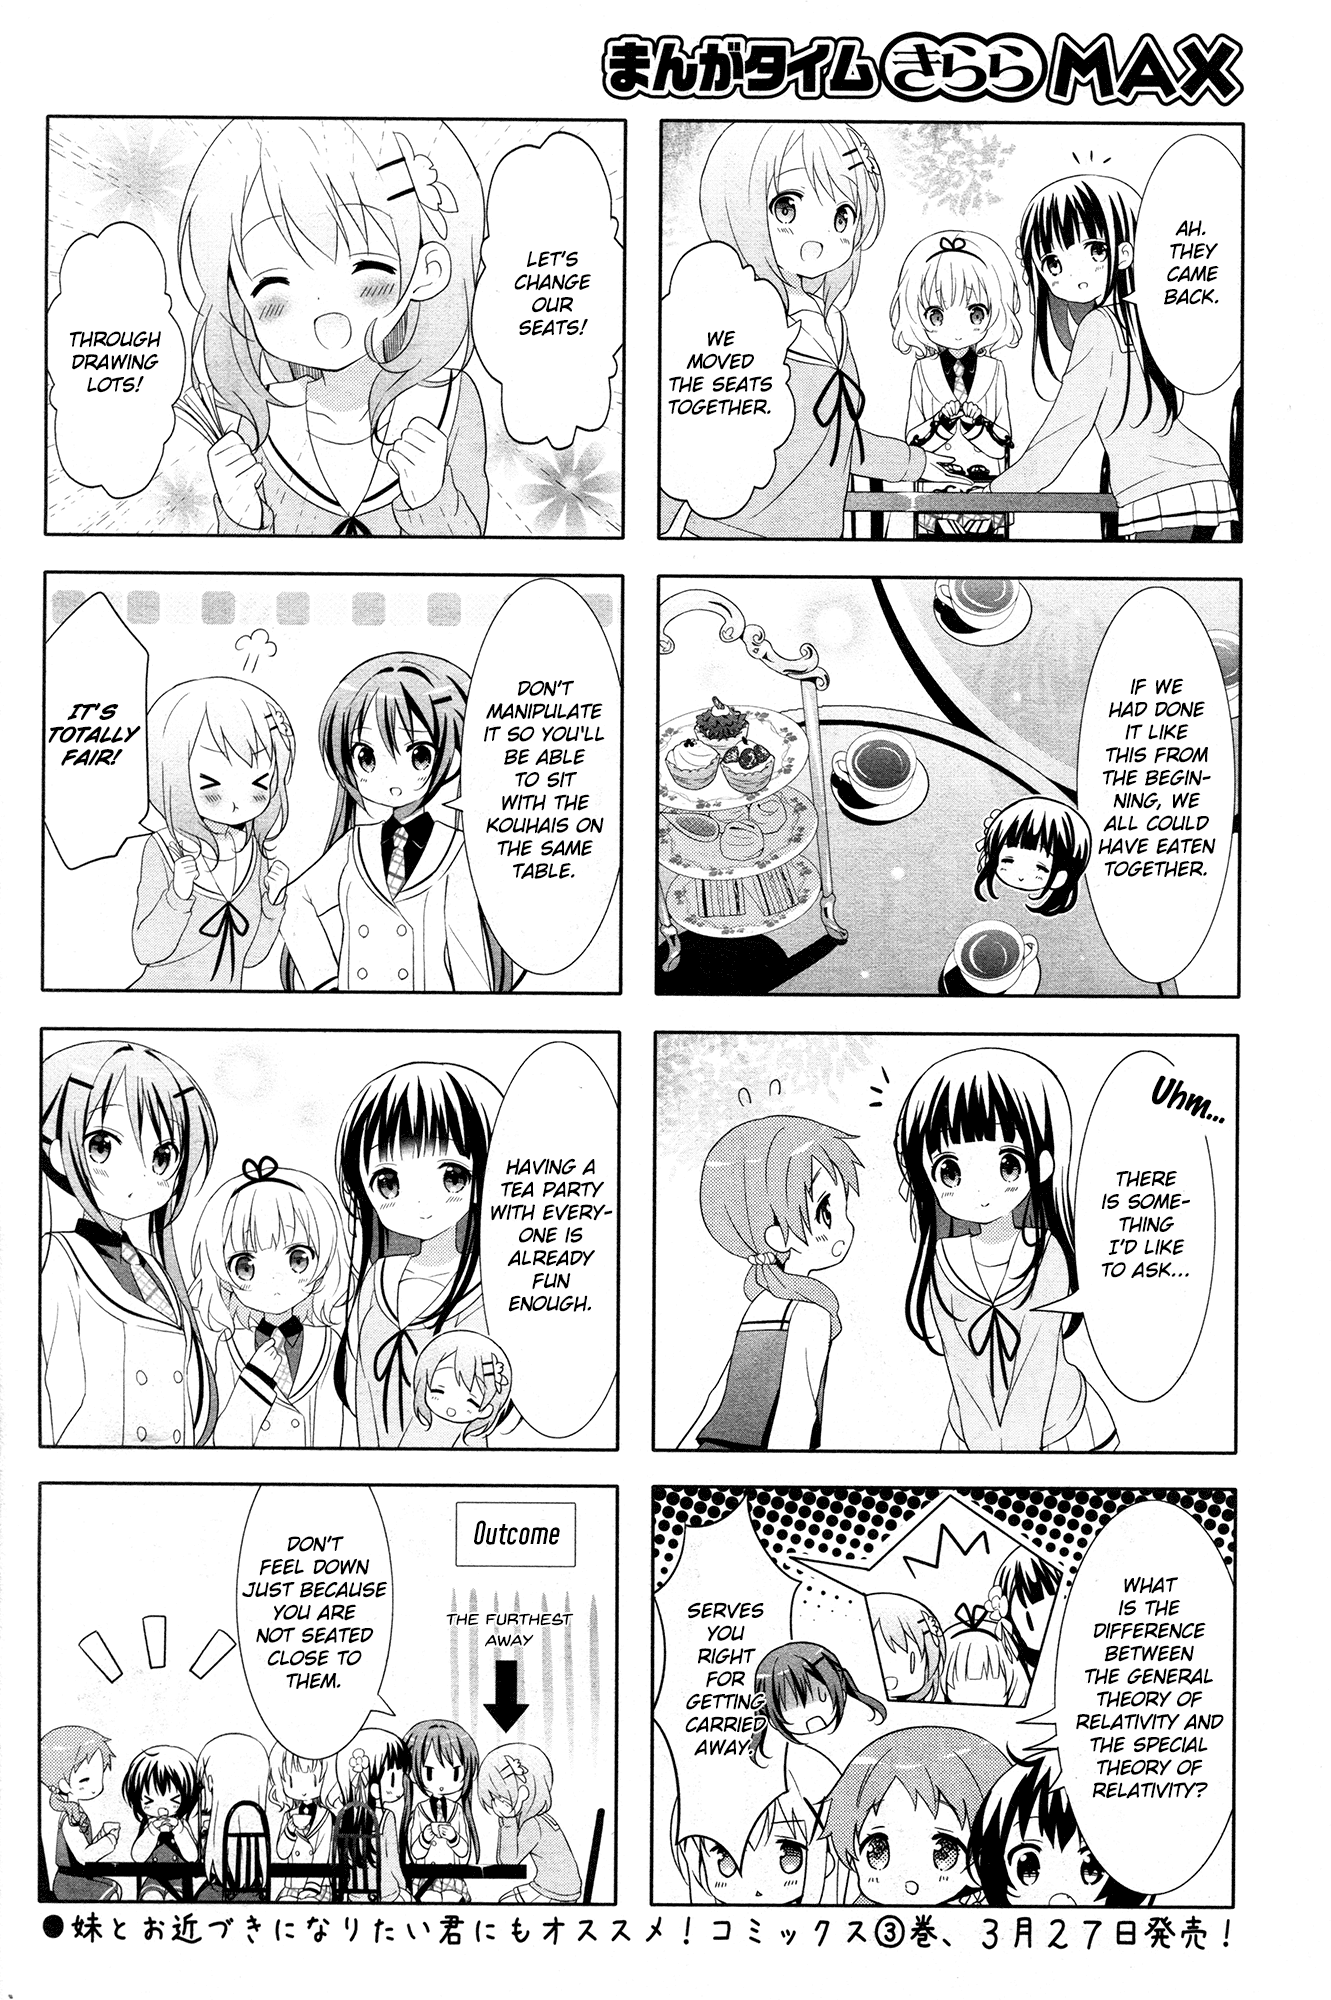 まんがタイムきららMAX
AH.
THEY
CAME
BACK.
WE
MOVED
THE SEATS
TOGETHER.
IF WE
HAD DONE
IT LIKE
THIS FROM
THE BEGIN-
NING, WE
ALL COULD
HAVE EATEN
TOGETHER.
Uhm...
THERE
IS SOME-
THING
I'D LIKE
TO ASK...
WHAT
IS THE
DIFFERENCE
BETWEEN
THE GENERAL
THEORY OF
RELATIVITY AND
THE SPECIAL
THEORY OF
RELATIVITY?
SERVES
YOU
RIGHT
FOR
GETTING
CARRIED
AWAY.
LET'S
CHANGE
OUR
SEATS!
THROUGH
DRAWING
LOTS!
DON'T
MANIPULATE
IT SO YOU'LL
BE ABLE
TO SIT
WITH THE
KOUHAIS ON
THE SAME
TABLE.
IT'S
TOTALLY
FAIR!
HAVING A
TEA PARTY
WITH EVERY-
ONE IS
ALREADY
FUN
ENOUGH.
Outcome
THE FURTHEST
AWAY
DON'T
FEEL DOWN
JUST BECAUSE
YOU ARE
NOT SEATED
CLOSE TO
THEM.
●妹とお近づきになりたい君にもオススメ！コミックス③巻、3月27日発売！